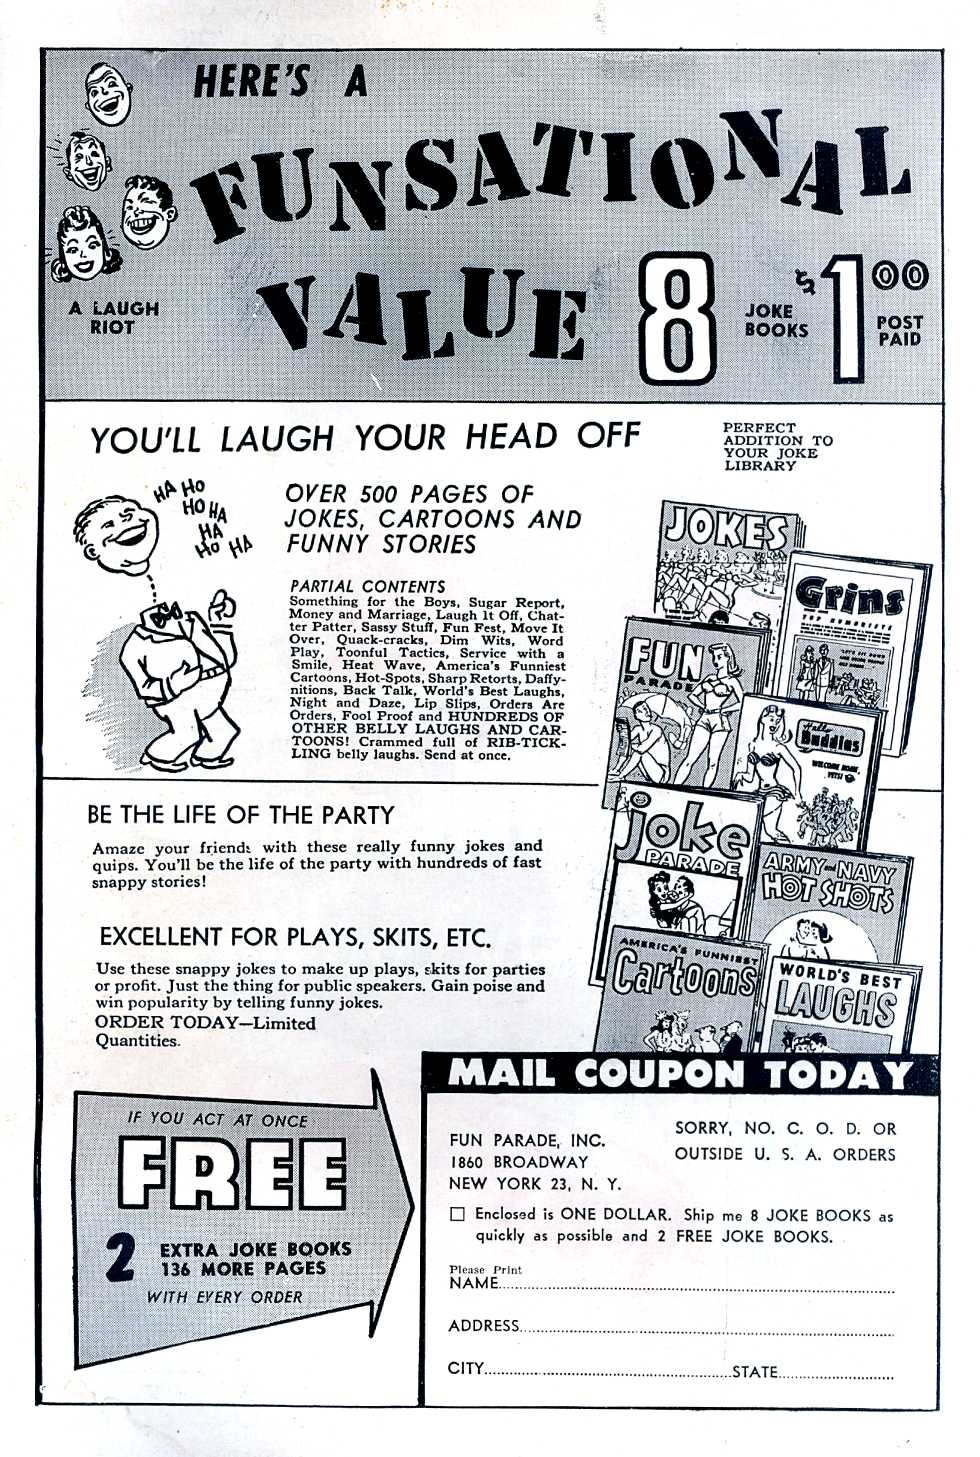 HERE'S A
FUNSATIONAL
VALUE 8 JOKE BOOKS $1.00 POST PAID
A LAUGH
RIOT
YOU'LL LAUGH YOUR HEAD OFF
PERFECT
ADDITION TO
YOUR JOKE
LIBRARY
HA HO
HO HA
HA
HO HA
OVER 500 PAGES OF
JOKES, CARTOONS AND
FUNNY STORIES
PARTIAL CONTENTS
Something for the Boys, Sugar Report,
Money and Marriage, Laugh It Off, Chat-
ter Patter, Sassy Stuff, Fun Fest, Move It
Over, Quack-cracks, Dim Wits, Word
Play, Toonful Tactics, Service with a
Smile, Heat Wave, America's Funniest
Cartoons, Hot-Spots, Sharp Retorts, Daffy-
nitions, Back Talk, World's Best Laughs,
Night and Daze, Lip Slips, Orders Are
Orders, Fool Proof and HUNDREDS OF
OTHER BELLY LAUGHS AND CAR-
TOONS! Crammed full of RIB-TICK-
LING belly laughs. Send at once.
JOKES
Grins
TOP HUMORISTS
FUN
PARADE
Hello
Buddies
WELCOME HOME,
VETS!
joke
PARADE
ARMY and NAVY
HOT SHOTS
AMERICA'S FUNNIEST
Cartoons
WORLD'S BEST
LAUGHS
BE THE LIFE OF THE PARTY
Amaze your friends with these really funny jokes and
quips. You'll be the life of the party with hundreds of fast
snappy stories!
EXCELLENT FOR PLAYS, SKITS, ETC.
Use these snappy jokes to make up plays, skits for parties
or profit. Just the thing for public speakers. Gain poise and
win popularity by telling funny jokes.
ORDER TODAY—Limited
Quantities.
IF YOU ACT AT ONCE
FREE
2 EXTRA JOKE BOOKS
136 MORE PAGES
WITH EVERY ORDER
MAIL COUPON TODAY
FUN PARADE, INC.
1860 BROADWAY
NEW YORK 23, N. Y.
SORRY, NO. C. O. D. OR
OUTSIDE U. S. A. ORDERS
Enclosed is ONE DOLLAR. Ship me 8 JOKE BOOKS as
quickly as possible and 2 FREE JOKE BOOKS.
Please Print
NAME
ADDRESS
CITY STATE